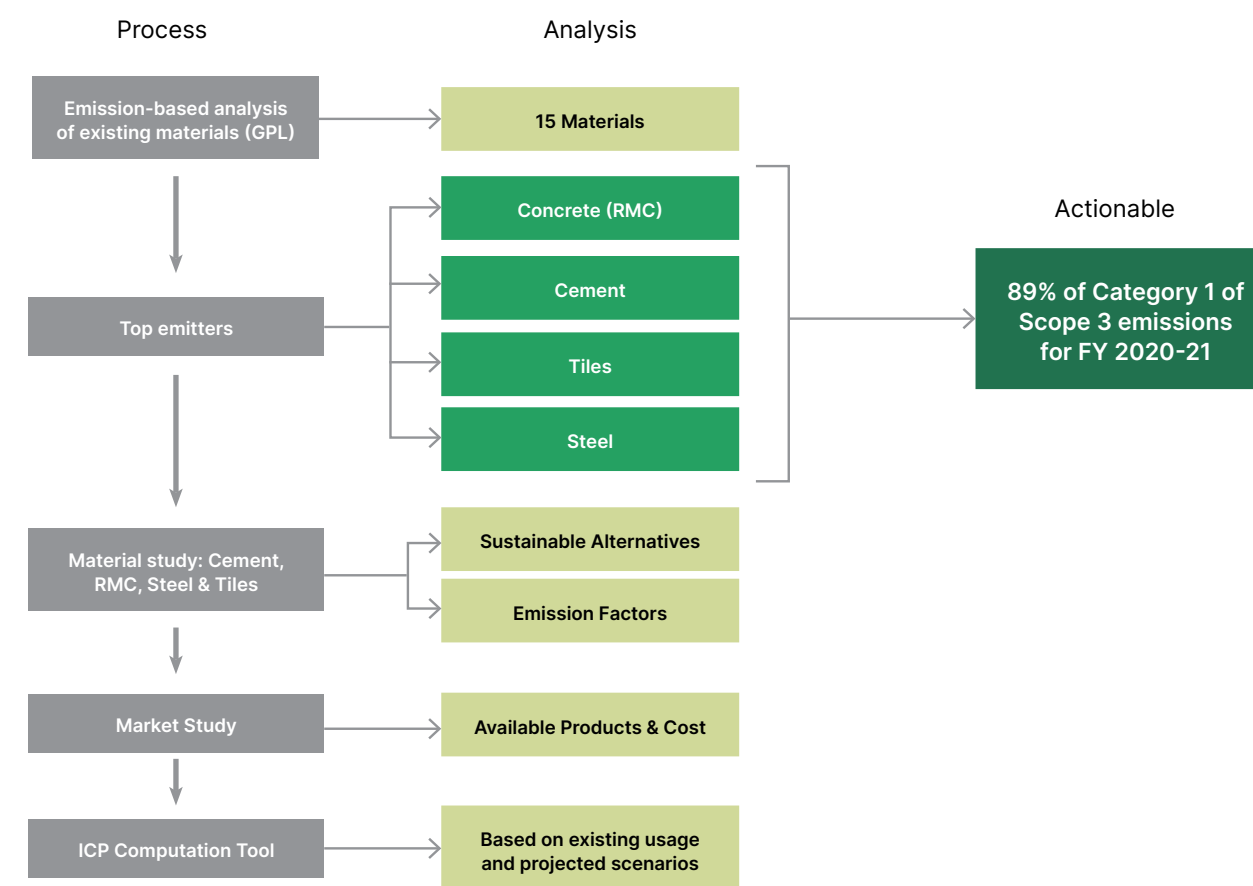 Process
Analysis
Emission-based analysis
of existing materials (GPL)
15 Materials
Concrete (RMC)
Actionable
Cement
89% of Category 1 of
Scope 3 emissions
for FY 2020-21
Top emitters
Tiles
Steel
Material study: Cement,
RMC, Steel & Tiles
Sustainable Alternatives
Emission Factors
Market Study
Available Products & Cost
ICP Computation Tool
Based on existing usage
and projected scenarios